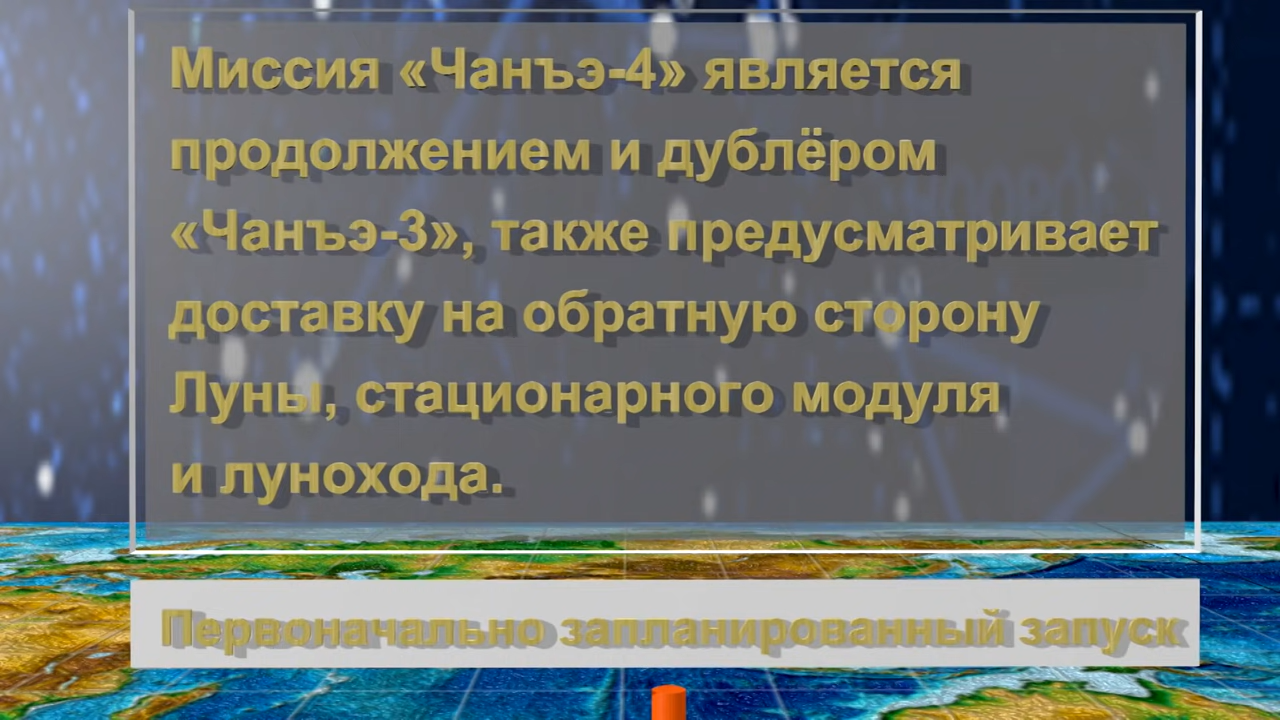 Миссия «Чанъэ-4» является
продолжением и дублёром
«Чанъэ-3», также предусматривает
доставку на обратную сторону
Луны, стационарного модуля
и лунохода.
Первоначально запланированный запуск